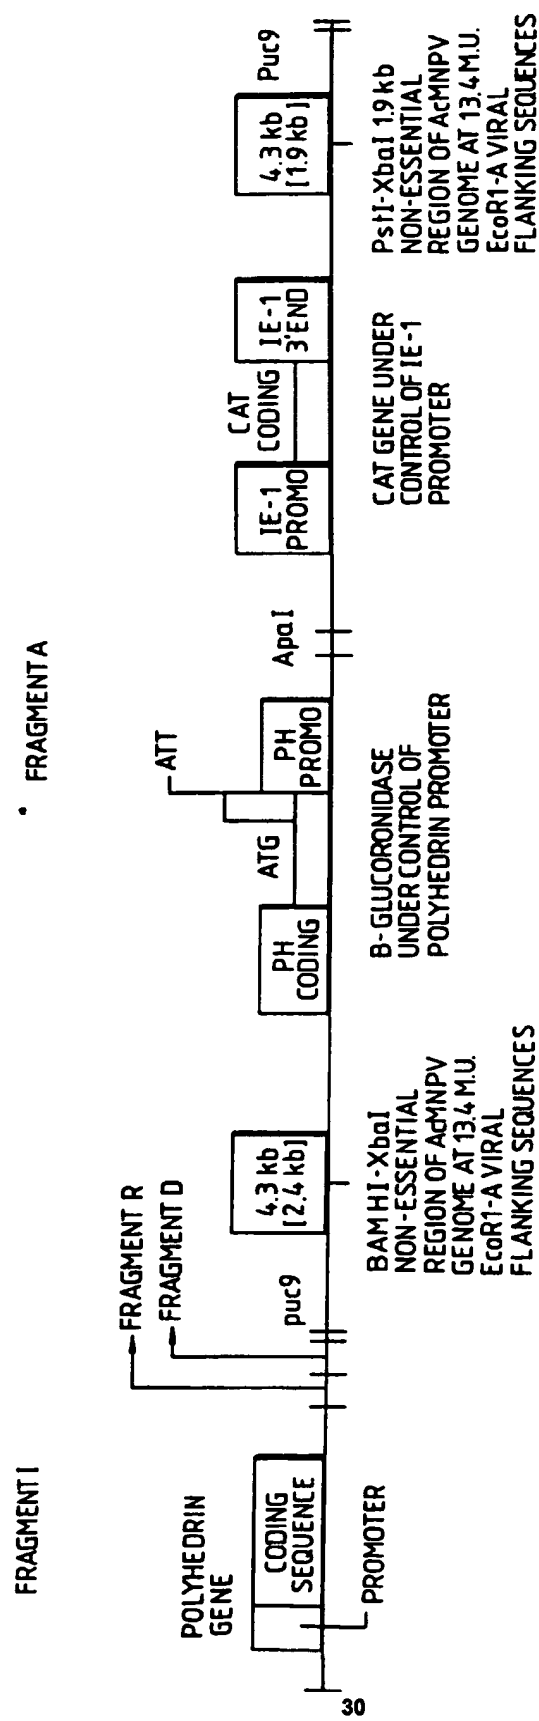 FRAGMENT I
FRAGMENT A
FRAGMENT R
FRAGMENT D
POLYHEDRIN
GENE
CODING
SEQUENCE
PROMOTER
30
puc9
4.3 kb
[2.4 kb]
BAM HI-XbaI
NON-ESSENTIAL
REGION OF AcMNPV
GENOME AT 13.4 M.U.
EcoR1-A VIRAL
FLANKING SEQUENCES
PH
CODING
ATG
ATT
PH
PROMO
B-GLUCORONIDASE
UNDER CONTROL OF
POLYHEDRIN PROMOTER
ApaI
IE-1
PROMO
CAT
CODING
IE-1
3'END
CAT GENE UNDER
CONTROL OF IE-1
PROMOTER
4.3 kb
[1.9 kb]
Puc9
PstI-XbaI 1.9 kb
NON-ESSENTIAL
REGION OF AcMNPV
GENOME AT 13.4 M.U.
EcoR1-A VIRAL
FLANKING SEQUENCES